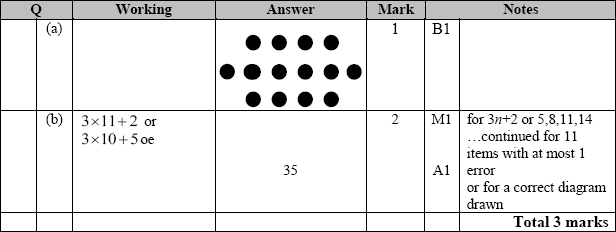 Q Working Answer Mark Notes
(a) 1 B1
(b) 3×11+2 or 2 M1 for 3n+2 or 5,8,11,14
3×10+5 oe …continued for 11
items with at most 1
35 A1 error
or for a correct diagram
drawn
Total 3 marks